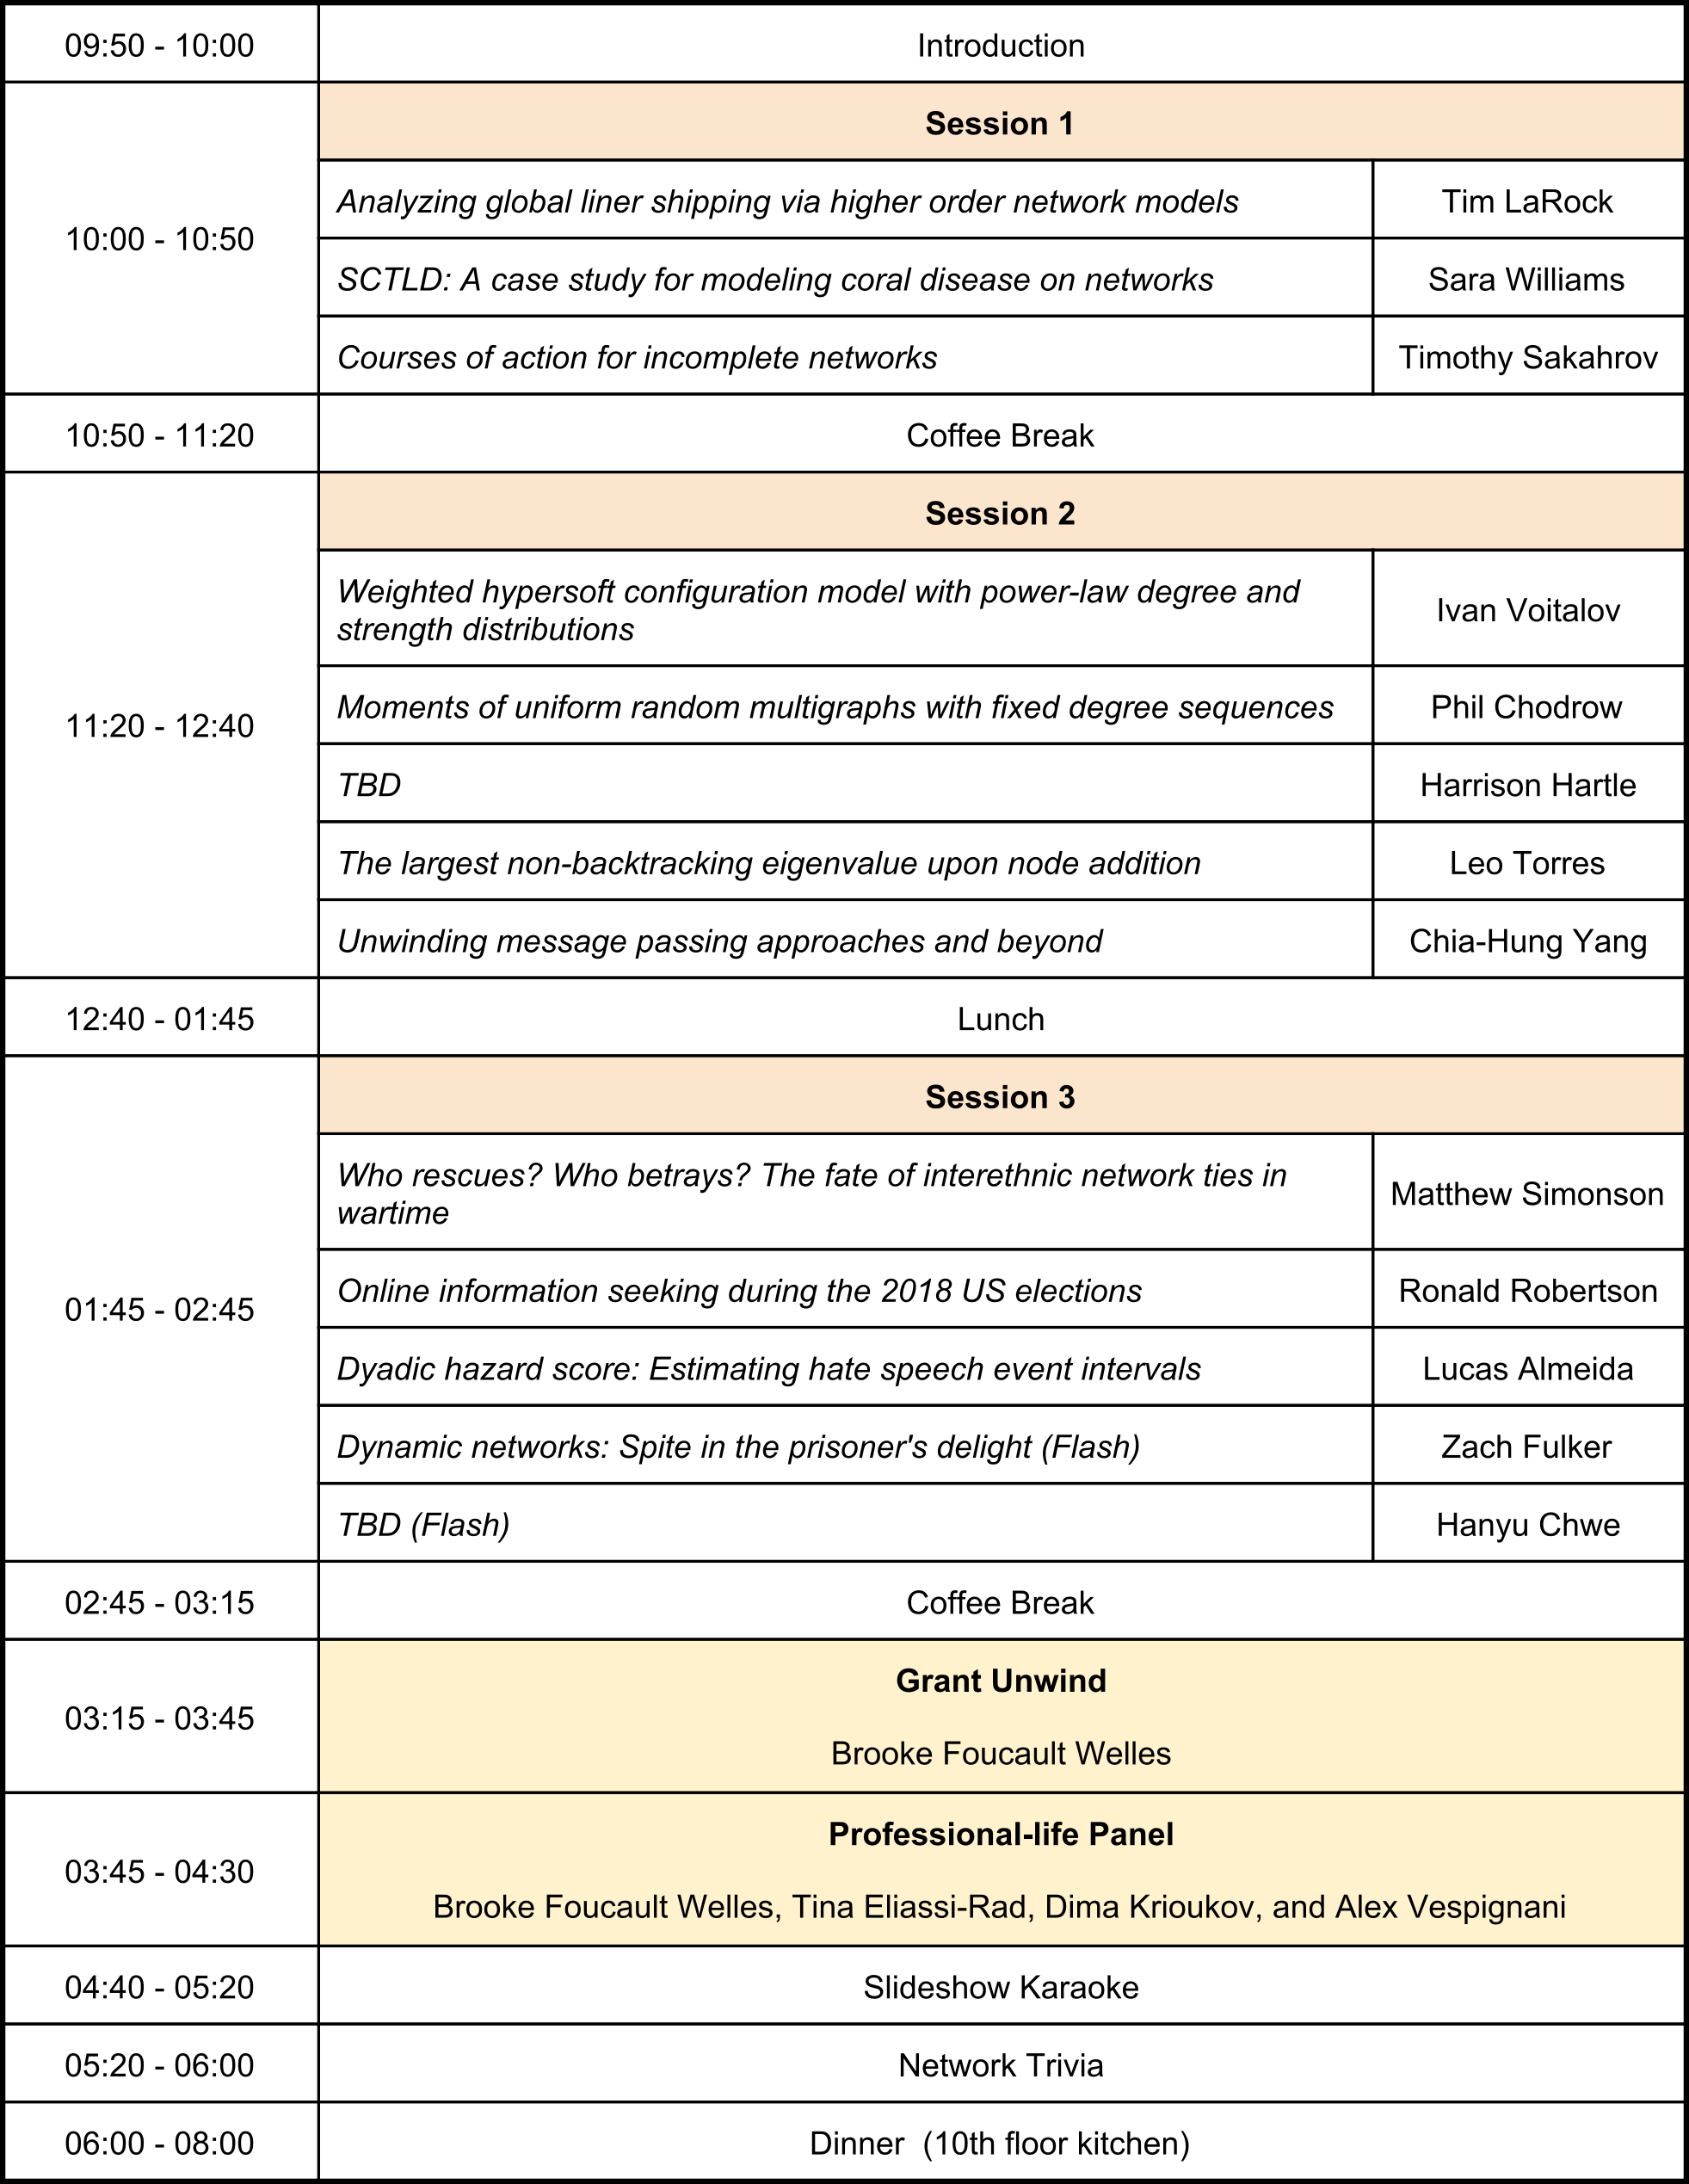 09:50 - 10:00
Introduction
10:00 - 10:50
Session 1
Analyzing global liner shipping via higher order network models
Tim LaRock
SCTLD: A case study for modeling coral disease on networks
Sara Williams
Courses of action for incomplete networks
Timothy Sakahrov
10:50 - 11:20
Coffee Break
11:20 - 12:40
Session 2
Weighted hypersoft configuration model with power-law degree and
strength distributions
Ivan Voitalov
Moments of uniform random multigraphs with fixed degree sequences
Phil Chodrow
TBD
Harrison Hartle
The largest non-backtracking eigenvalue upon node addition
Leo Torres
Unwinding message passing approaches and beyond
Chia-Hung Yang
12:40 - 01:45
Lunch
01:45 - 02:45
Session 3
Who rescues? Who betrays? The fate of interethnic network ties in
wartime
Matthew Simonson
Online information seeking during the 2018 US elections
Ronald Robertson
Dyadic hazard score: Estimating hate speech event intervals
Lucas Almeida
Dynamic networks: Spite in the prisoner's delight (Flash)
Zach Fulker
TBD (Flash)
Hanyu Chwe
02:45 - 03:15
Coffee Break
03:15 - 03:45
Grant Unwind
Brooke Foucault Welles
03:45 - 04:30
Professional-life Panel
Brooke Foucault Welles, Tina Eliassi-Rad, Dima Krioukov, and Alex Vespignani
04:40 - 05:20
Slideshow Karaoke
05:20 - 06:00
Network Trivia
06:00 - 08:00
Dinner (10th floor kitchen)